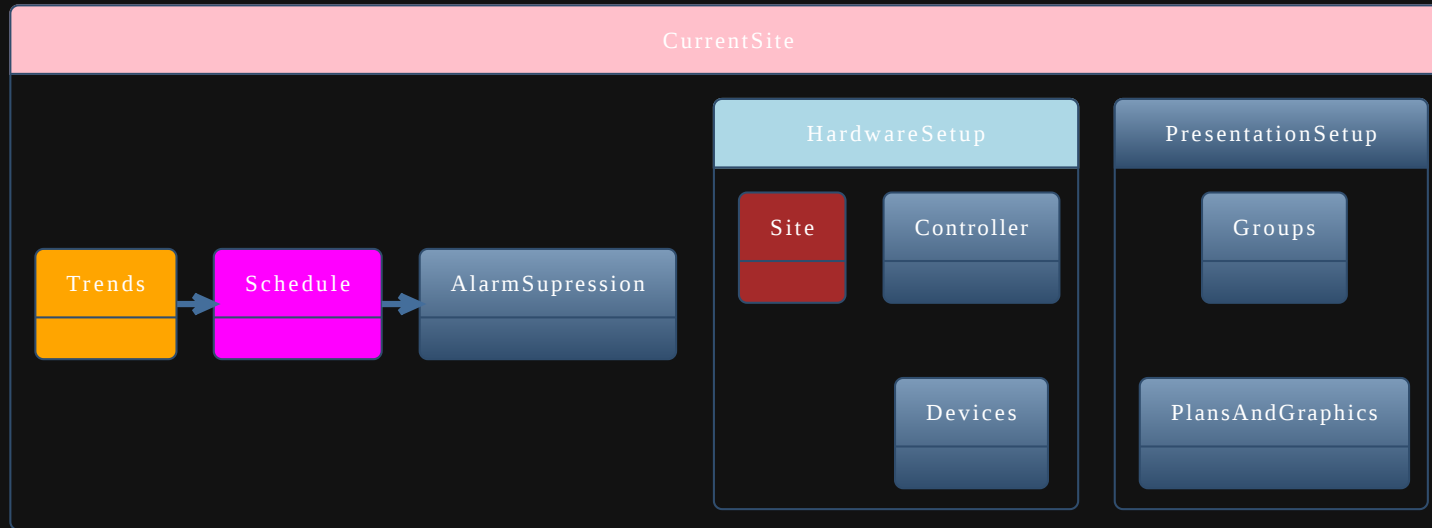 CurrentSite
HardwareSetup
PresentationSetup
Site
Controller
Groups
Trends
Schedule
AlarmSupression
Devices
PlansAndGraphics